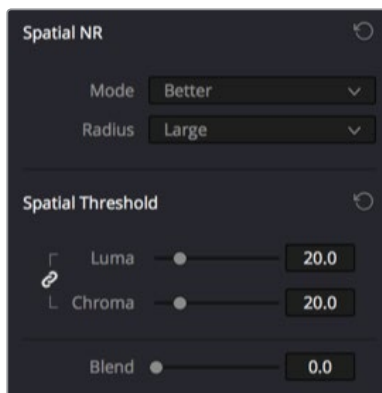 Spatial NR
Mode Better
Radius Large
Spatial Threshold
Luma 20.0
Chroma 20.0
Blend 0.0